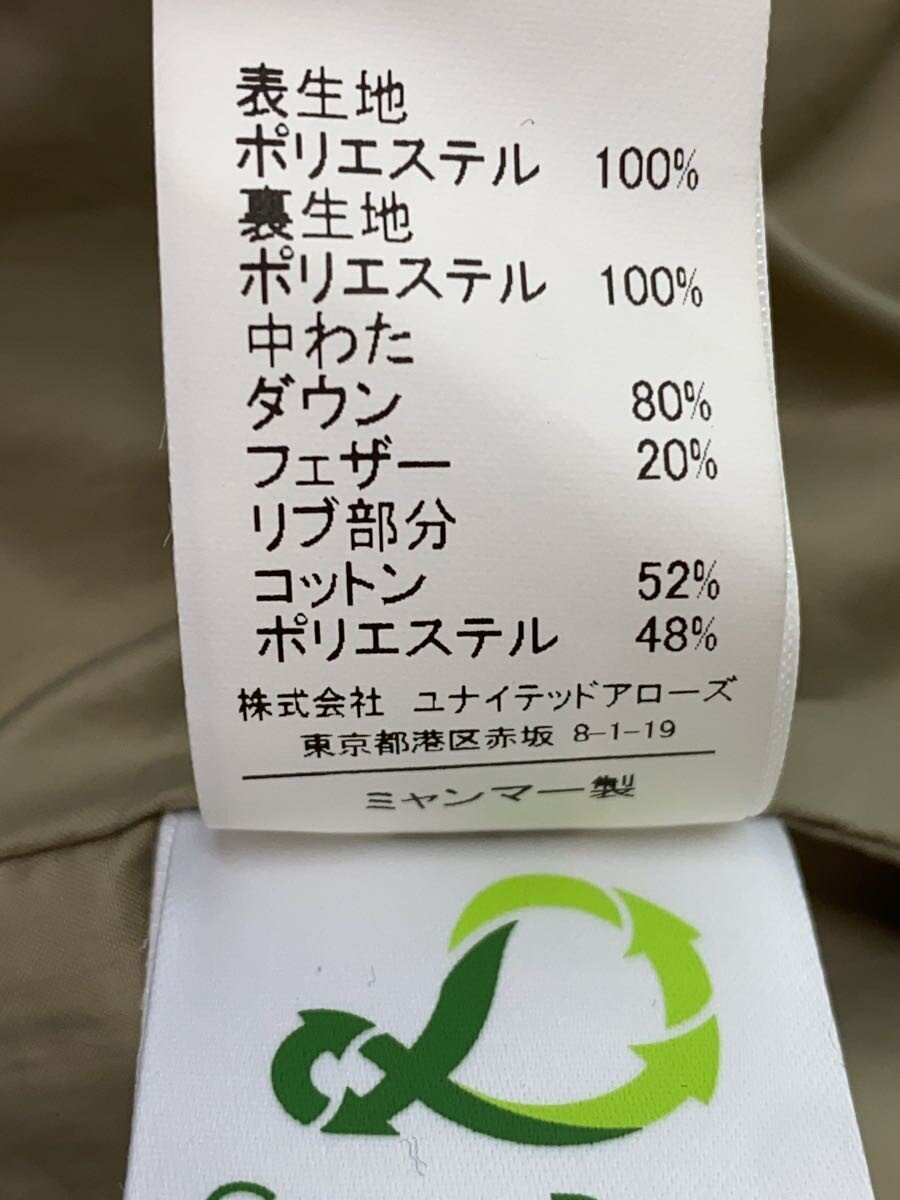 表生地
ポリエステル 100%
裏生地
ポリエステル 100%
中わた
ダウン 80%
フェザー 20%
リブ部分
コットン 52%
ポリエステル 48%
株式会社 ユナイテッドアローズ
東京都港区赤坂 8-1-19
ミャンマー製